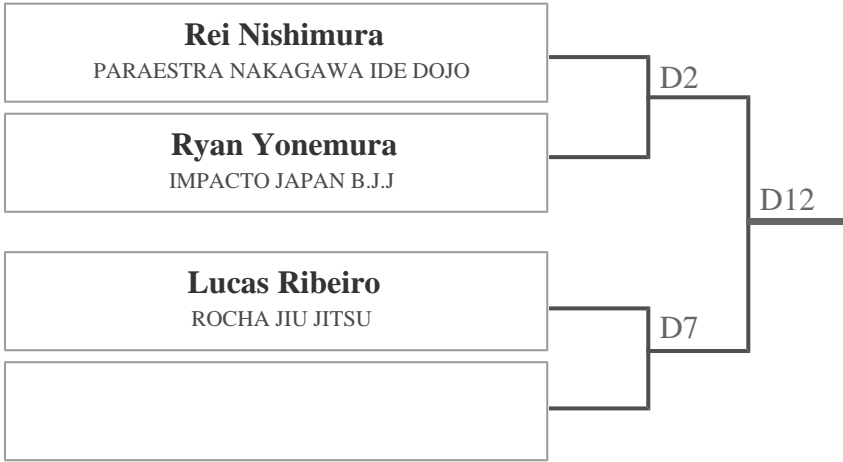 Rei Nishimura
PARAESTRA NAKAGAWA IDE DOJO
D2
Ryan Yonemura
IMPACTO JAPAN B.J.J
D12
Lucas Ribeiro
ROCHA JIU JITSU
D7